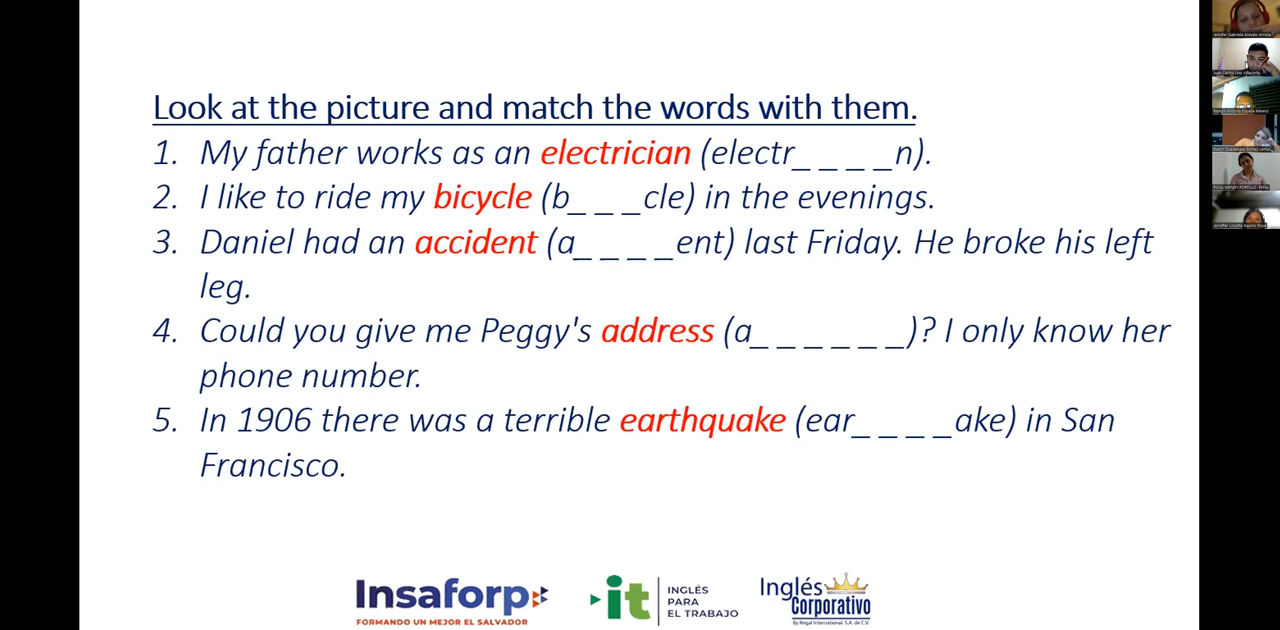 Look at the picture and match the words with them.
1. My father works as an electrician (electr_ _ _ _n).
2. I like to ride my bicycle (b_ _ _cle) in the evenings.
3. Daniel had an accident (a_ _ _ _ent) last Friday. He broke his left
leg.
4. Could you give me Peggy's address (a_ _ _ _ _ _)? I only know her
phone number.
5. In 1906 there was a terrible earthquake (ear_ _ _ _ake) in San
Francisco.
Insaforp
FORMANDO UN MEJOR EL SALVADOR
it
INGLÉS
PARA
EL TRABAJO
Inglés
Corporativo
By Regal International. S.A. de C.V.